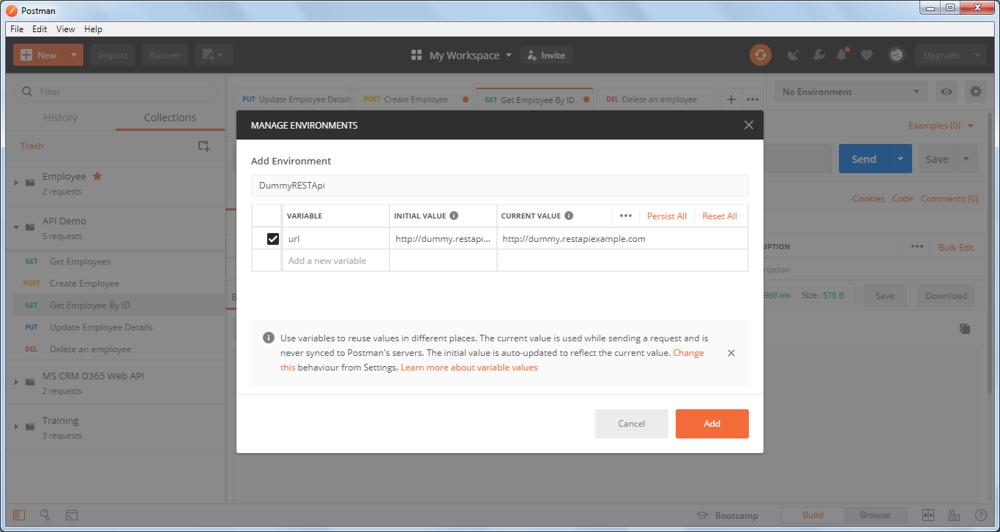 Postman
File Edit View Help
New Import Runner My Workspace Invite Upgrade
Filter
History Collections
Trash
Employee
2 requests
API Demo
5 requests
GET Get Employees
POST Create Employee
GET Get Employee By ID
PUT Update Employee Details
DEL Delete an employee
MS CRM D365 Web API
2 requests
Training
3 requests
PUT Update Employee Details POST Create Employee GET Get Employee By ID DEL Delete an employee
No Environment
Examples (0)
Send Save
Cookies Code Comments (0)
Bulk Edit
988 ms Size: 575 B Save Download
MANAGE ENVIRONMENTS
Add Environment
DummyRESTApi
VARIABLE INITIAL VALUE CURRENT VALUE Persist All Reset All
url http://dummy.restapi... http://dummy.restapiexample.com
Add a new variable
Use variables to reuse values in different places. The current value is used while sending a request and is
never synced to Postman's servers. The initial value is auto-updated to reflect the current value. Change
this behaviour from Settings. Learn more about variable values
Cancel Add
Bootcamp Build Browse